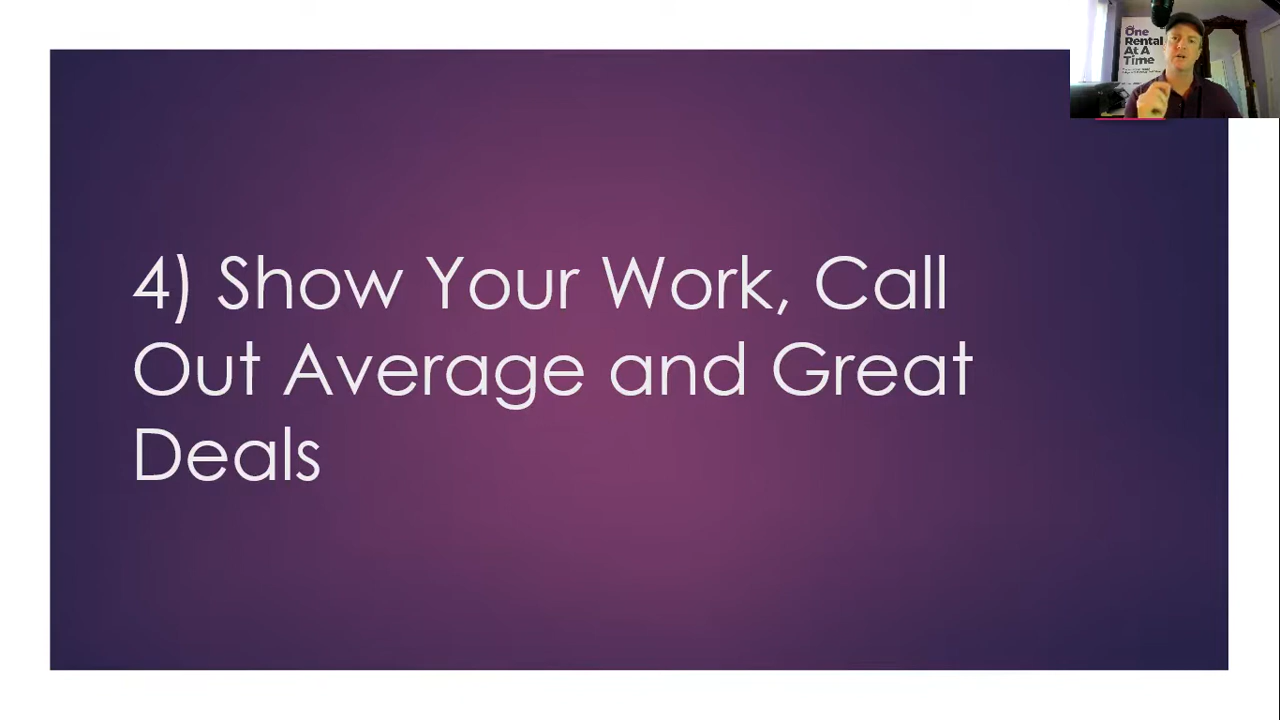 4) Show Your Work, Call
Out Average and Great
Deals
One
Rental
At A
Time